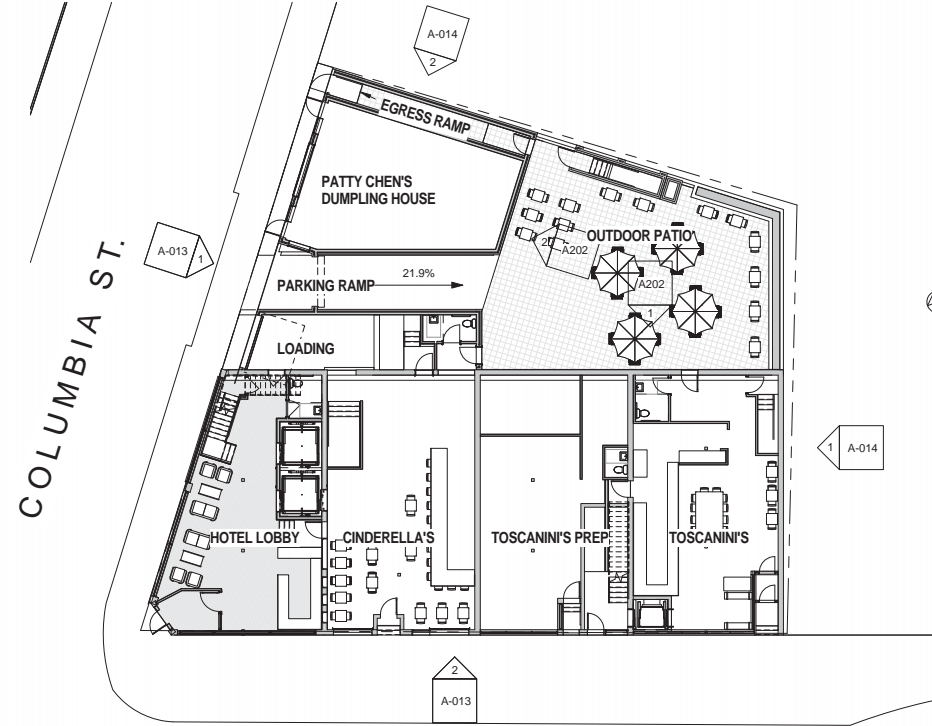 A-014
2
EGRESS RAMP
PATTY CHEN'S
DUMPLING HOUSE
OUTDOOR PATIO
2
A202
A-013
1
21.9%
PARKING RAMP
A202
1
LOADING
COLUMBIA ST.
1
A-014
HOTEL LOBBY
CINDERELLA'S
TOSCANINI'S PREP
TOSCANINI'S
2
A-013